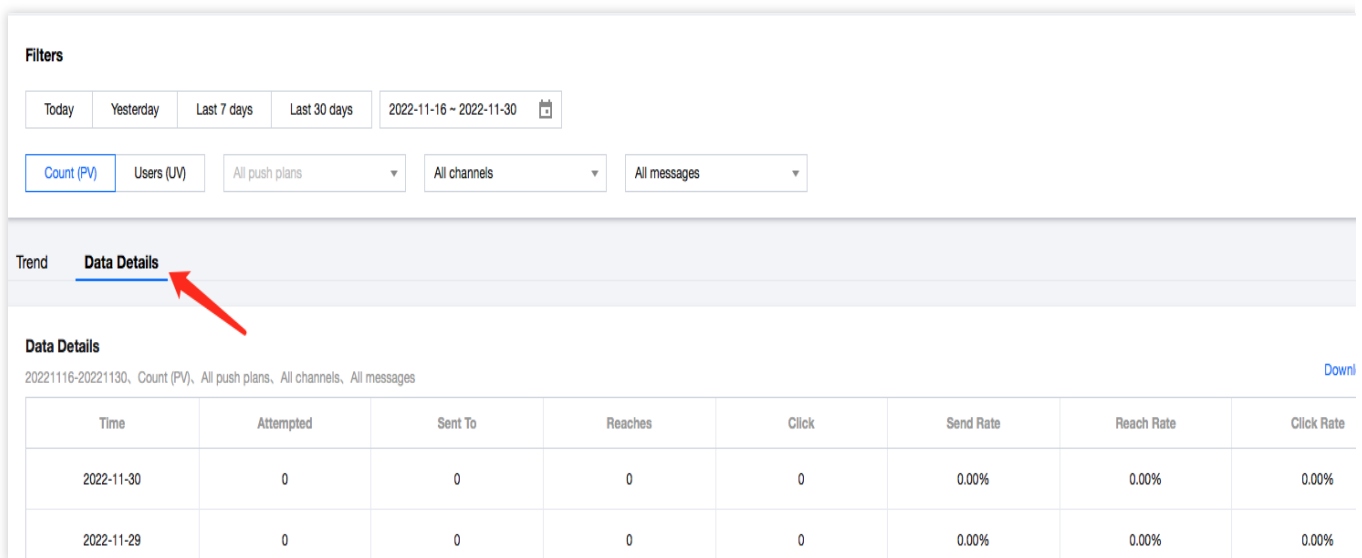 Filters
Today Yesterday Last 7 days Last 30 days 2022-11-16 ~ 2022-11-30
Count (PV) Users (UV) All push plans All channels All messages
Trend Data Details
Data Details
20221116-20221130、Count (PV)、All push plans、All channels、All messages
Downl
Time Attempted Sent To Reaches Click Send Rate Reach Rate Click Rate
2022-11-30 0 0 0 0 0.00% 0.00% 0.00%
2022-11-29 0 0 0 0 0.00% 0.00% 0.00%